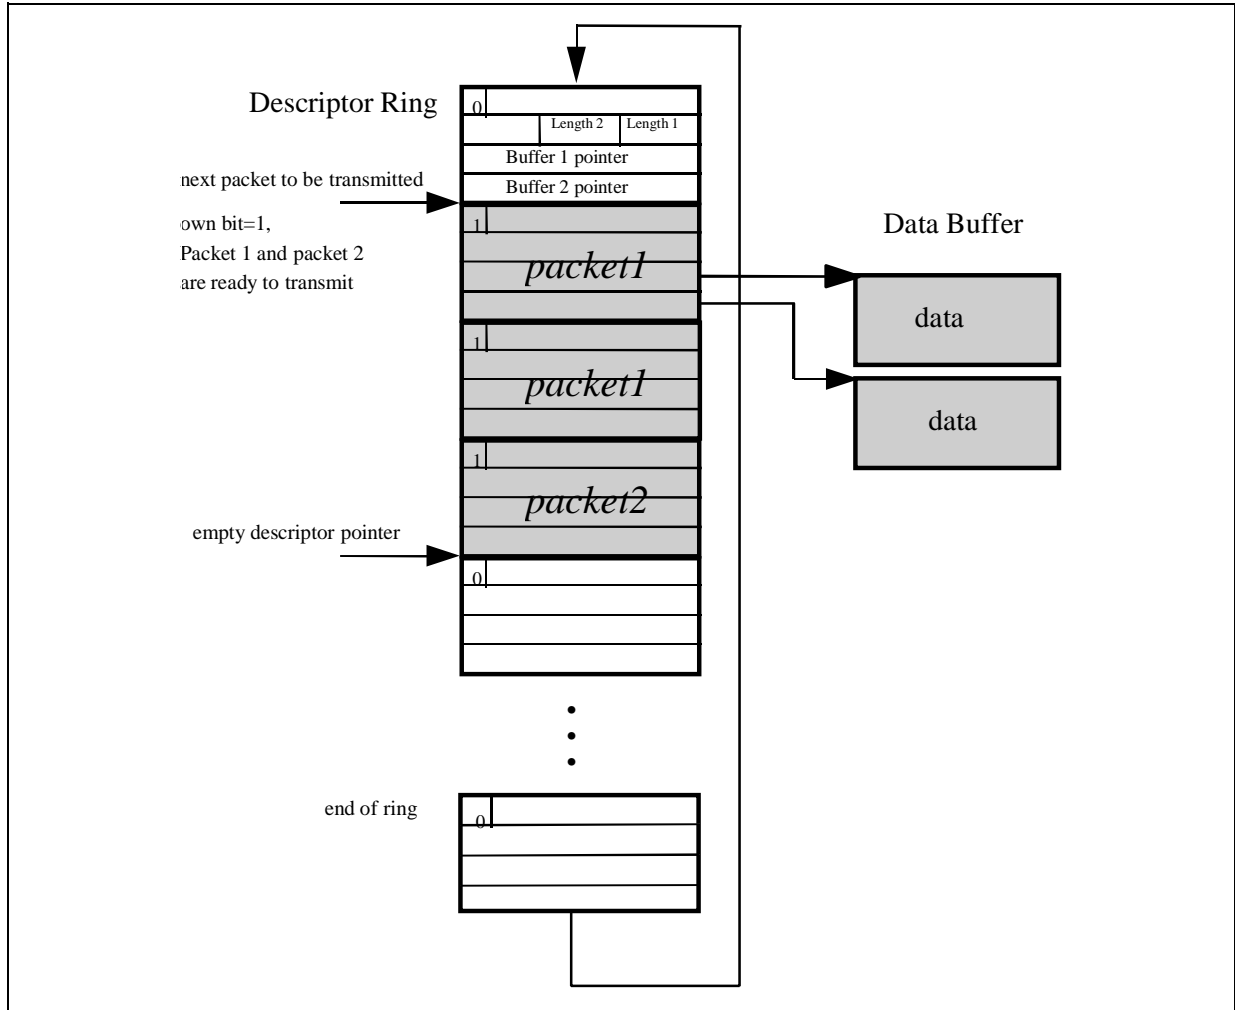 Descriptor Ring
0
Length 2 Length 1
Buffer 1 pointer
Buffer 2 pointer
next packet to be transmitted
own bit=1,
Packet 1 and packet 2
are ready to transmit
1
packet1
Data Buffer
data
1
packet1
data
1
packet2
empty descriptor pointer
0
end of ring
0